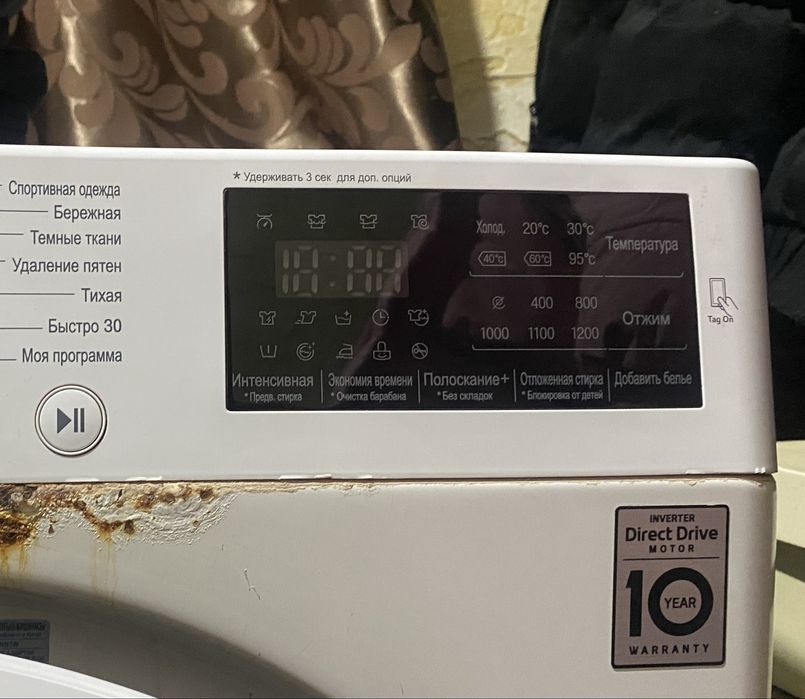 * Удерживать 3 сек для доп. опций
Спортивная одежда
Бережная
Темные ткани
Удаление пятен
Тихая
Быстро 30
Моя программа
18:88
Холод. 20°c 30°c
40°c 60°c 95°c
Температура
400 800
1000 1100 1200
Отжим
Интенсивная
* Предв. стирка
Экономия времени
* Очистка барабана
Полоскание+
* Без складок
Отложенная стирка
* Блокировка от детей
Добавить белье
Tag On
INVERTER
Direct Drive
MOTOR
10 YEAR
WARRANTY